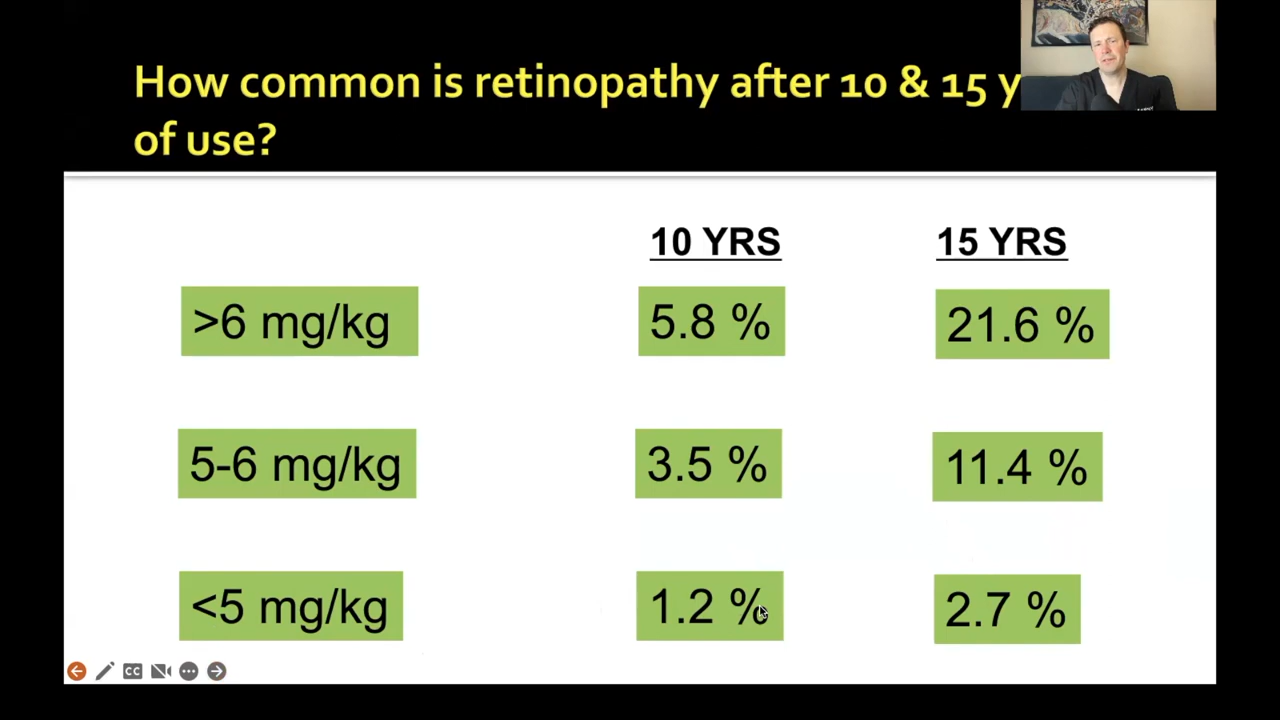 How common is retinopathy after 10 & 15 y
of use?
10 YRS 15 YRS
>6 mg/kg 5.8 % 21.6 %
5-6 mg/kg 3.5 % 11.4 %
<5 mg/kg 1.2 % 2.7 %
CC